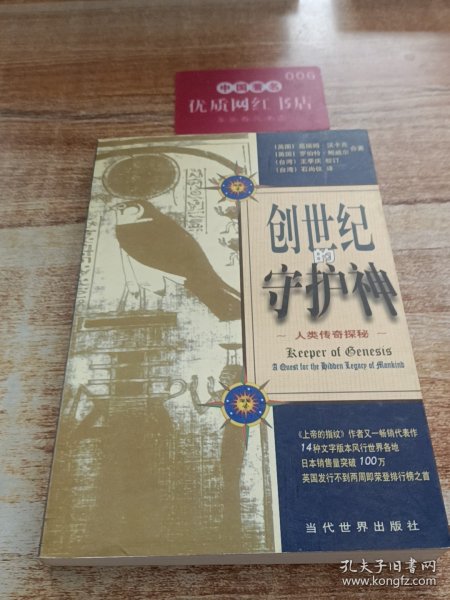 006
中国著名
优质网红书店
(英国) 葛瑞姆·汉卡克
(英国) 罗伯特·鲍威尔 合著
(台湾) 王学庆 校订
(台湾) 石尚依 译
创世纪
的
守护神
人类传奇探秘
Keeper of Genesis
A Quest for the Hidden Legacy of Mankind
《上帝的指纹》作者又一畅销代表作
14种文字版本风行世界各地
日本销售量突破100万
英国发行不到两周即荣登排行榜之首
当代世界出版社
孔夫子旧书网
www.kongfz.com